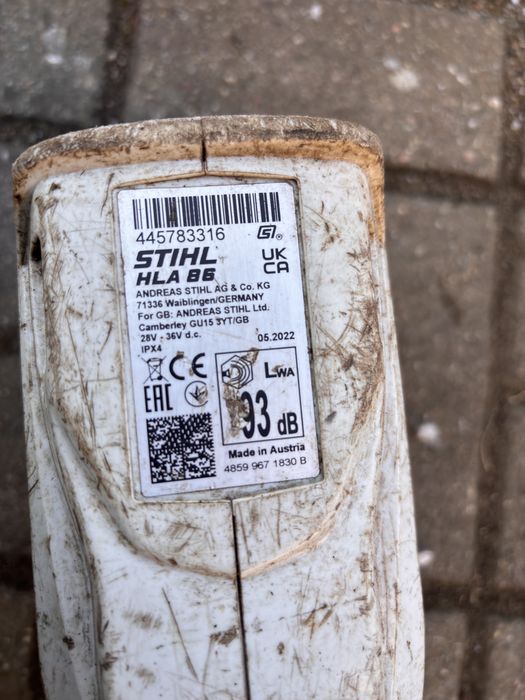 445783316
STIHL
HLA 86
UK
CA
ANDREAS STIHL AG & Co. KG
71336 Waiblingen/GERMANY
For GB: ANDREAS STIHL Ltd.
Camberley GU15 3YT/GB
28V - 36V d.c.
05.2022
IPX4
CE
EAC
LWA
93 dB
Made in Austria
4859 967 1830 B